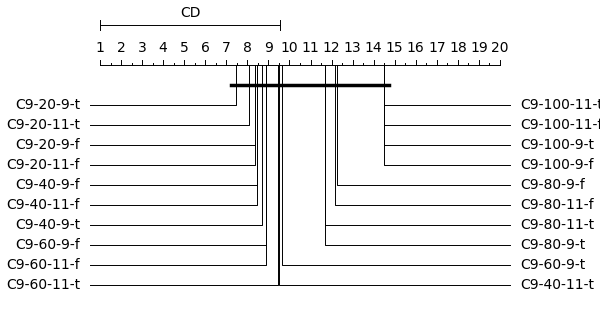 CD
1 2 3 4 5 6 7 8 9 10 11 12 13 14 15 16 17 18 19 20
C9-20-9-t C9-100-11-t
C9-20-11-t C9-100-11-f
C9-20-9-f C9-100-9-t
C9-20-11-f C9-100-9-f
C9-40-9-f C9-80-9-f
C9-40-11-f C9-80-11-f
C9-40-9-t C9-80-11-t
C9-60-9-f C9-80-9-t
C9-60-11-f C9-60-9-t
C9-60-11-t C9-40-11-t